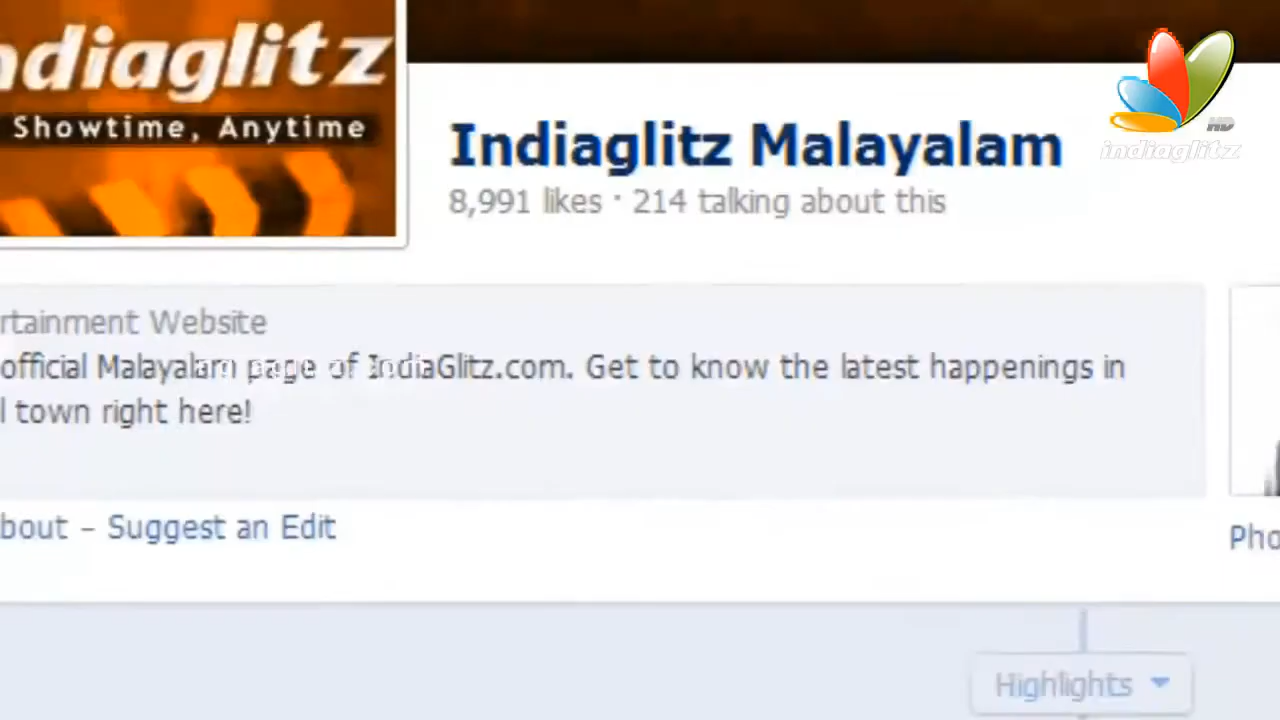 ndiaglitz
Showtime, Anytime
Indiaglitz Malayalam
8,991 likes · 214 talking about this
HD
indiaglitz
rtainment Website
official Malayalam page of IndiaGlitz.com. Get to know the latest happenings in
l town right here!
bout – Suggest an Edit
Pho
Highlights